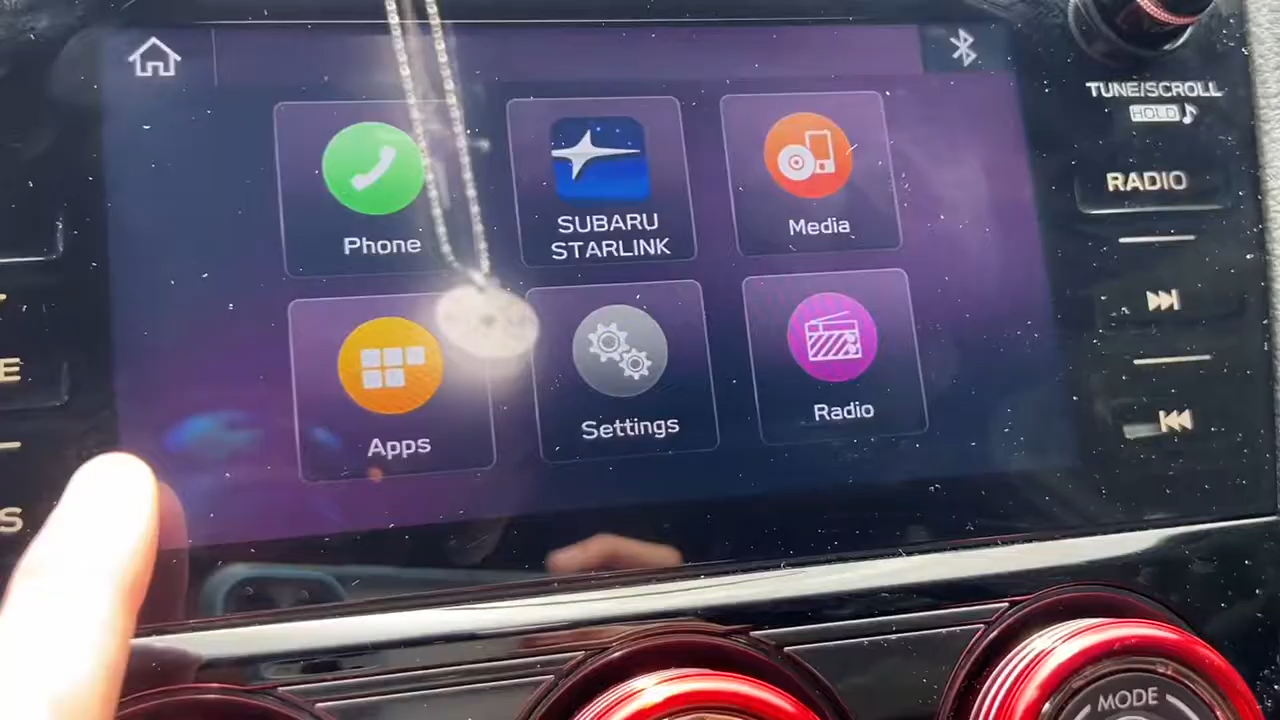 TUNE/SCROLL
HOLD
RADIO
Phone
SUBARU
STARLINK
Media
Apps
Settings
Radio
E
S
MODE